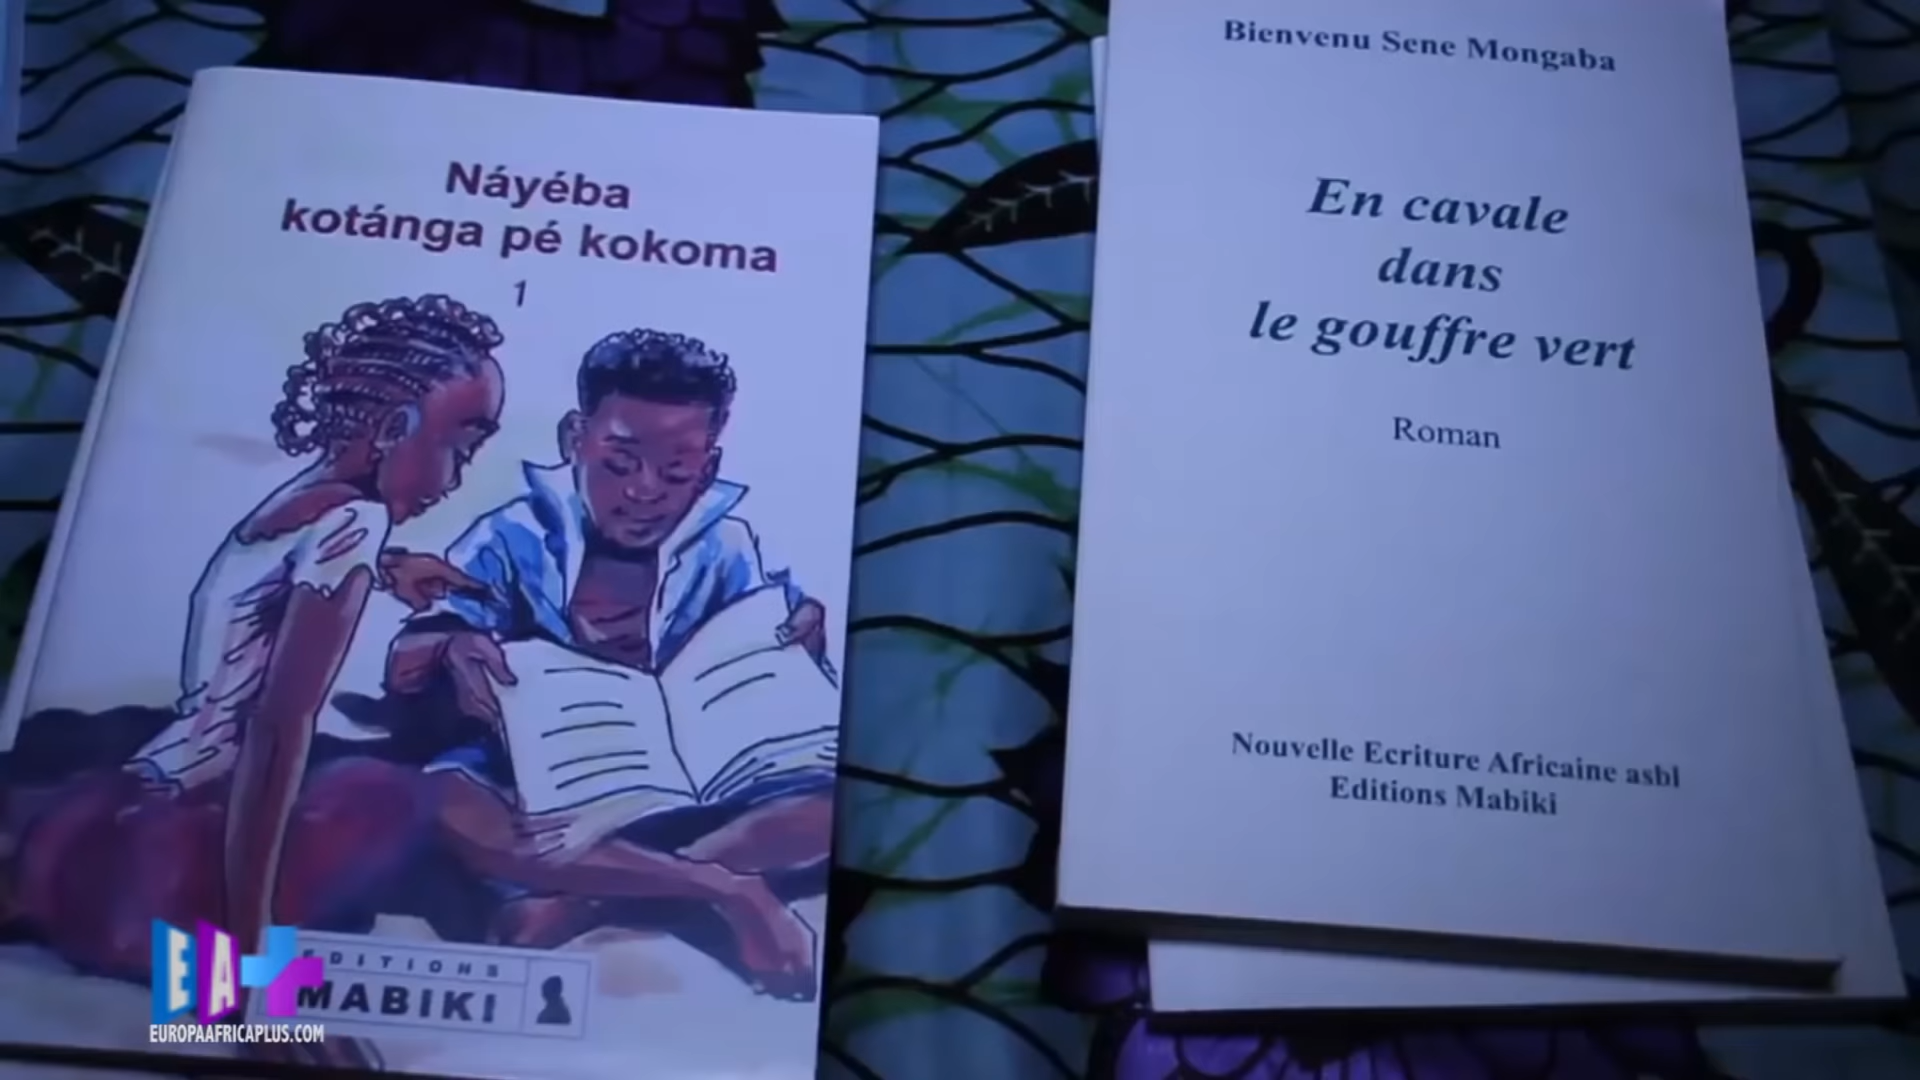 Náyéba
kotánga pé kokoma
1
EDITIONS
MABIKI
Bienvenu Sene Mongaba
En cavale
dans
le gouffre vert
Roman
Nouvelle Ecriture Africaine asbl
Editions Mabiki
EA+
EUROPAAFRICAPLUS.COM